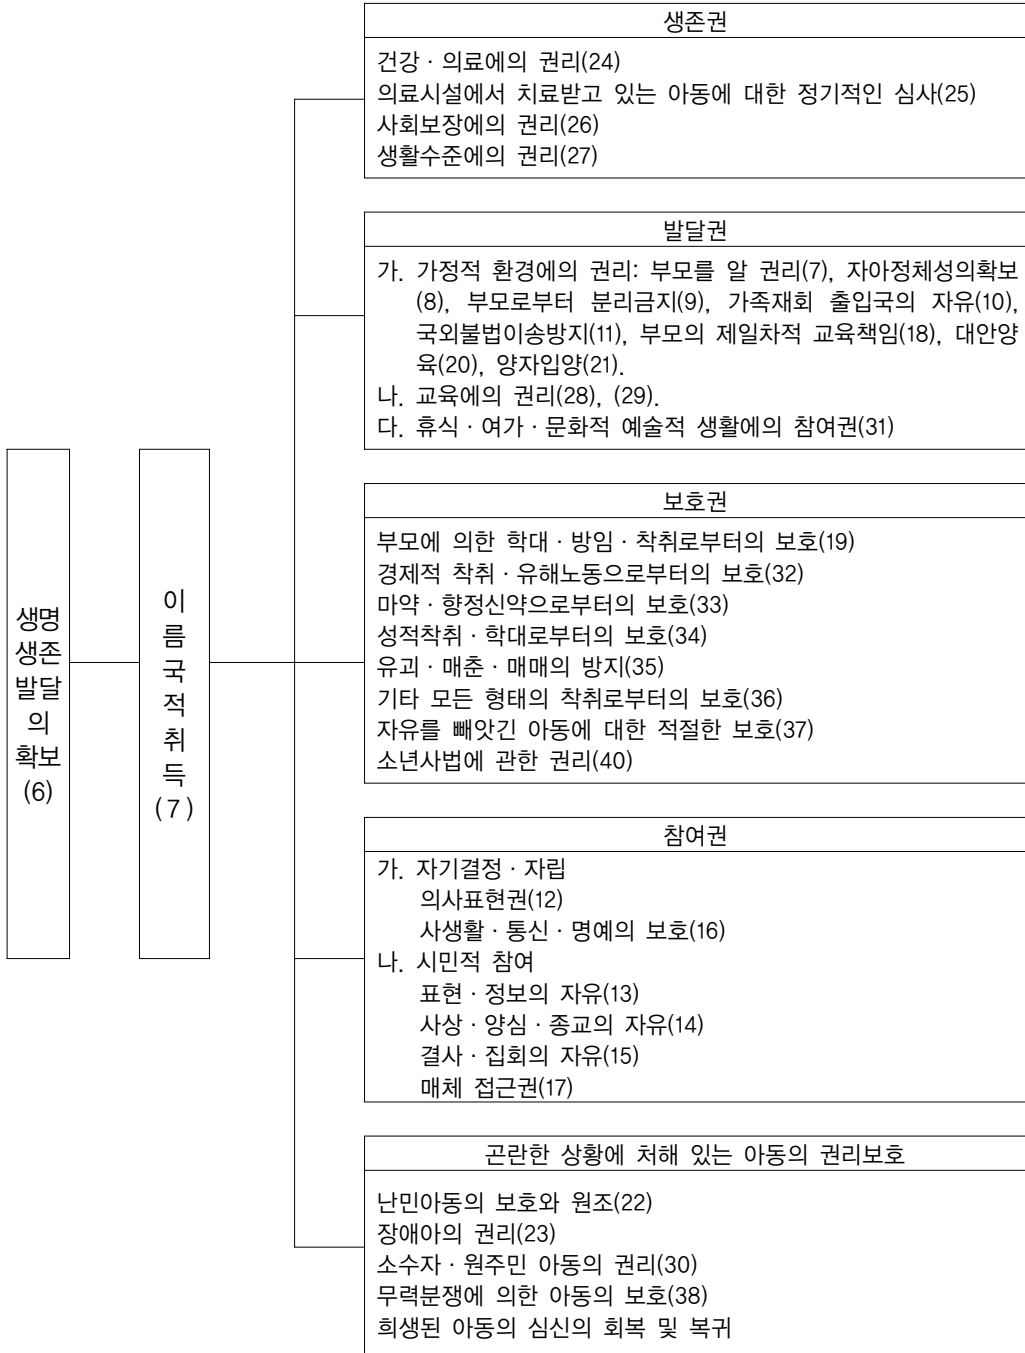 생존권
건강·의료에의 권리(24)
의료시설에서 치료받고 있는 아동에 대한 정기적인 심사(25)
사회보장에의 권리(26)
생활수준에의 권리(27)
발달권
가. 가정적 환경에의 권리: 부모를 알 권리(7), 자아정체성의확보
(8), 부모로부터 분리금지(9), 가족재회 출입국의 자유(10),
국외불법이송방지(11), 부모의 제일차적 교육책임(18), 대안양
육(20), 양자입양(21).
나. 교육에의 권리(28), (29).
다. 휴식·여가·문화적 예술적 생활에의 참여권(31)
생명
생존
발달
의
확보
(6)
이
름
국
적
취
득
(7)
보호권
부모에 의한 학대·방임·착취로부터의 보호(19)
경제적 착취·유해노동으로부터의 보호(32)
마약·향정신약으로부터의 보호(33)
성적착취·학대로부터의 보호(34)
유괴·매춘·매매의 방지(35)
기타 모든 형태의 착취로부터의 보호(36)
자유를 빼앗긴 아동에 대한 적절한 보호(37)
소년사법에 관한 권리(40)
참여권
가. 자기결정·자립
의사표현권(12)
사생활·통신·명예의 보호(16)
나. 시민적 참여
표현·정보의 자유(13)
사상·양심·종교의 자유(14)
결사·집회의 자유(15)
매체 접근권(17)
곤란한 상황에 처해 있는 아동의 권리보호
난민아동의 보호와 원조(22)
장애아의 권리(23)
소수자·원주민 아동의 권리(30)
무력분쟁에 의한 아동의 보호(38)
희생된 아동의 심신의 회복 및 복귀